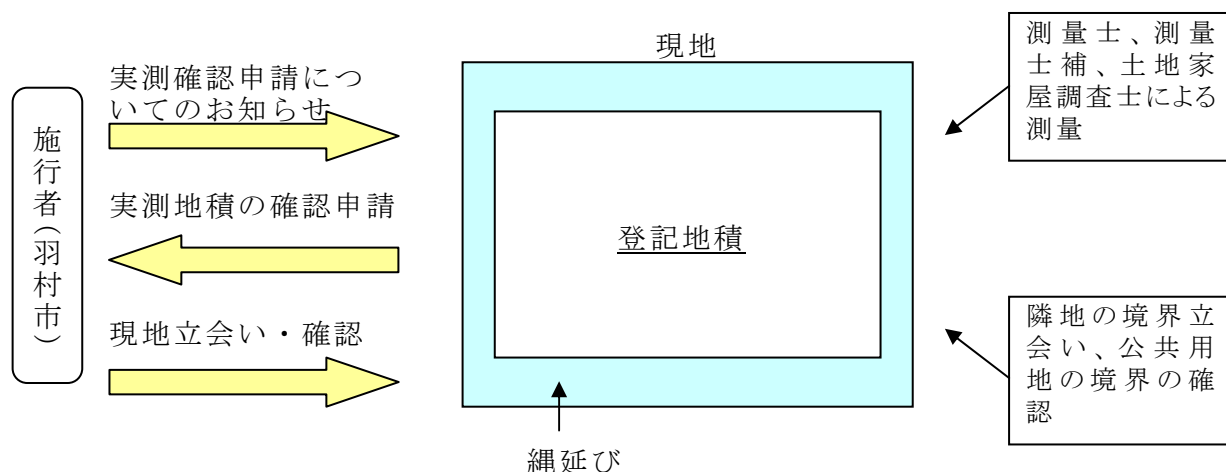 施行者（羽村市）
実測確認申請につ
いてのお知らせ
実測地積の確認申請
現地立会い・確認
現地
登記地積
縄延び
測量士、測量
士補、土地家
屋調査士による
測量
隣地の境界立
会い、公共用
地の境界の確
認